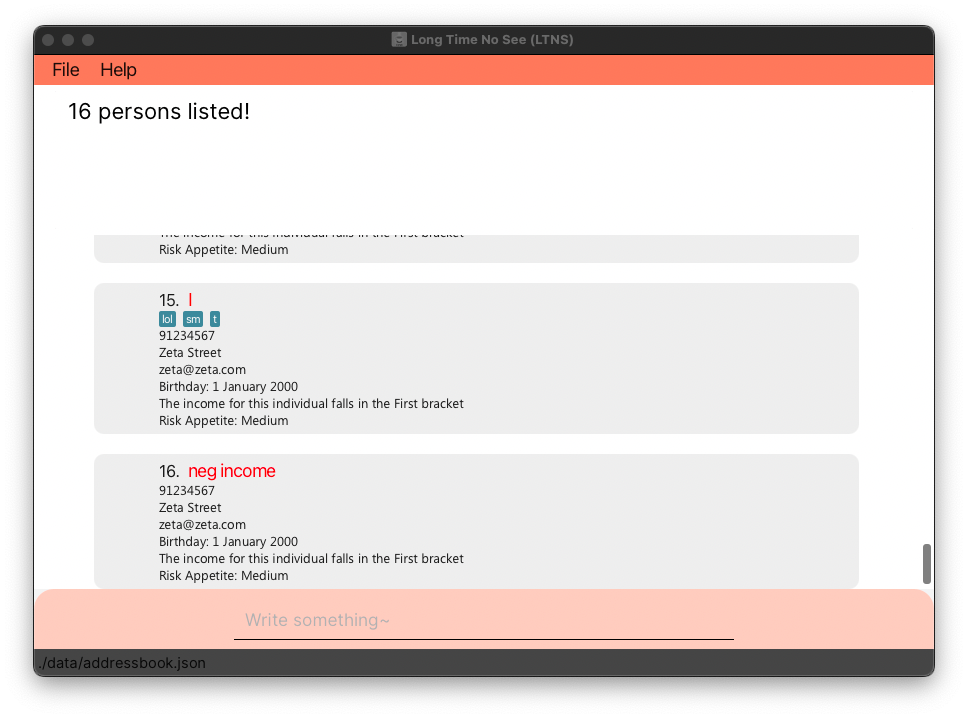 Long Time No See (LTNS)
File Help
16 persons listed!
The income for this individual falls in the First bracket
Risk Appetite: Medium
15. l
lol sm t
91234567
Zeta Street
zeta@zeta.com
Birthday: 1 January 2000
The income for this individual falls in the First bracket
Risk Appetite: Medium
16. neg income
91234567
Zeta Street
zeta@zeta.com
Birthday: 1 January 2000
The income for this individual falls in the First bracket
Risk Appetite: Medium
Write something~
./data/addressbook.json